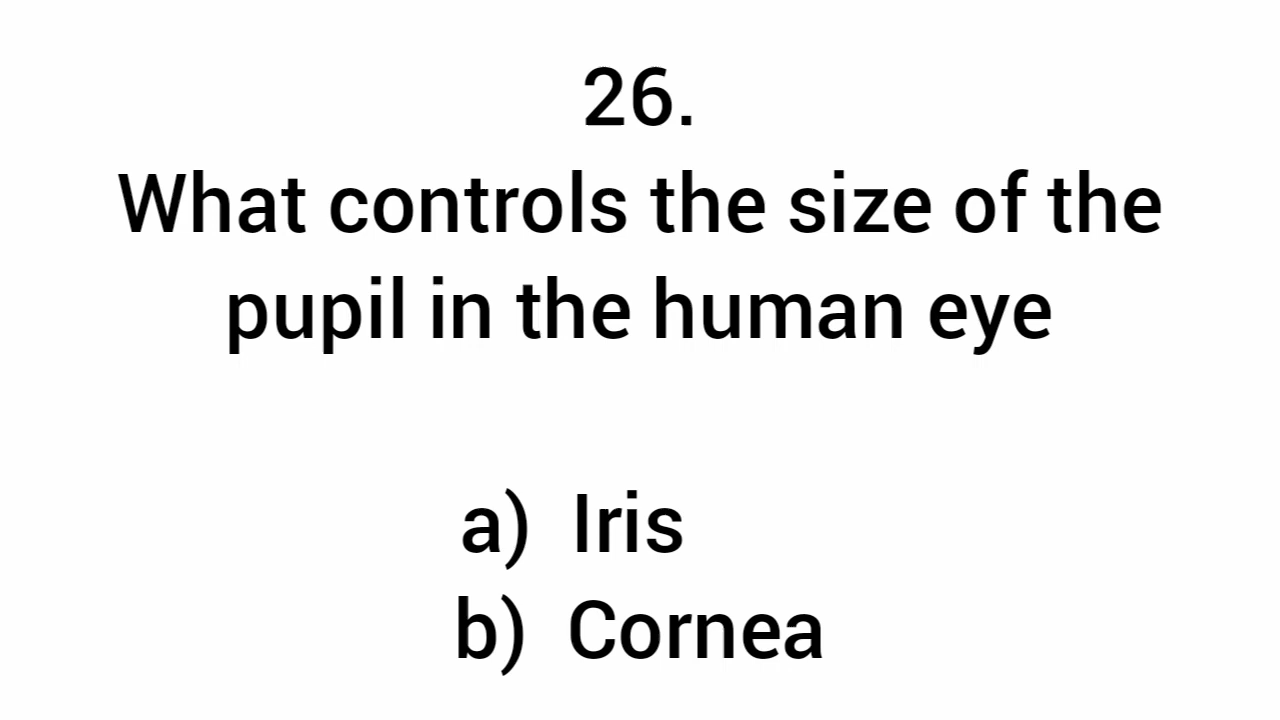 26.
What controls the size of the
pupil in the human eye
a) Iris
b) Cornea